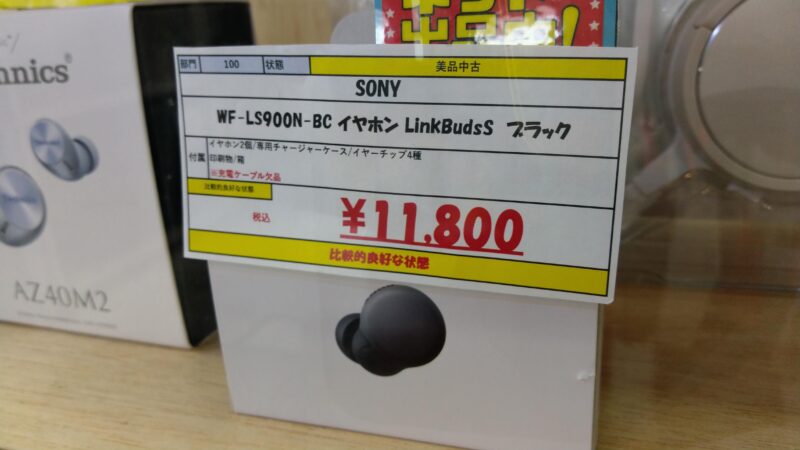 nnics
部門 100 状態 美品中古
SONY
WF-LS900N-BC イヤホン LinkBudsS ブラック
付属 イヤホン2個/専用チャージャーケース/イヤーチップ4種
印刷物/箱
※充電ケーブル欠品
比較的良好な状態
税込 ¥11,800
比較的良好な状態
AZ40M2